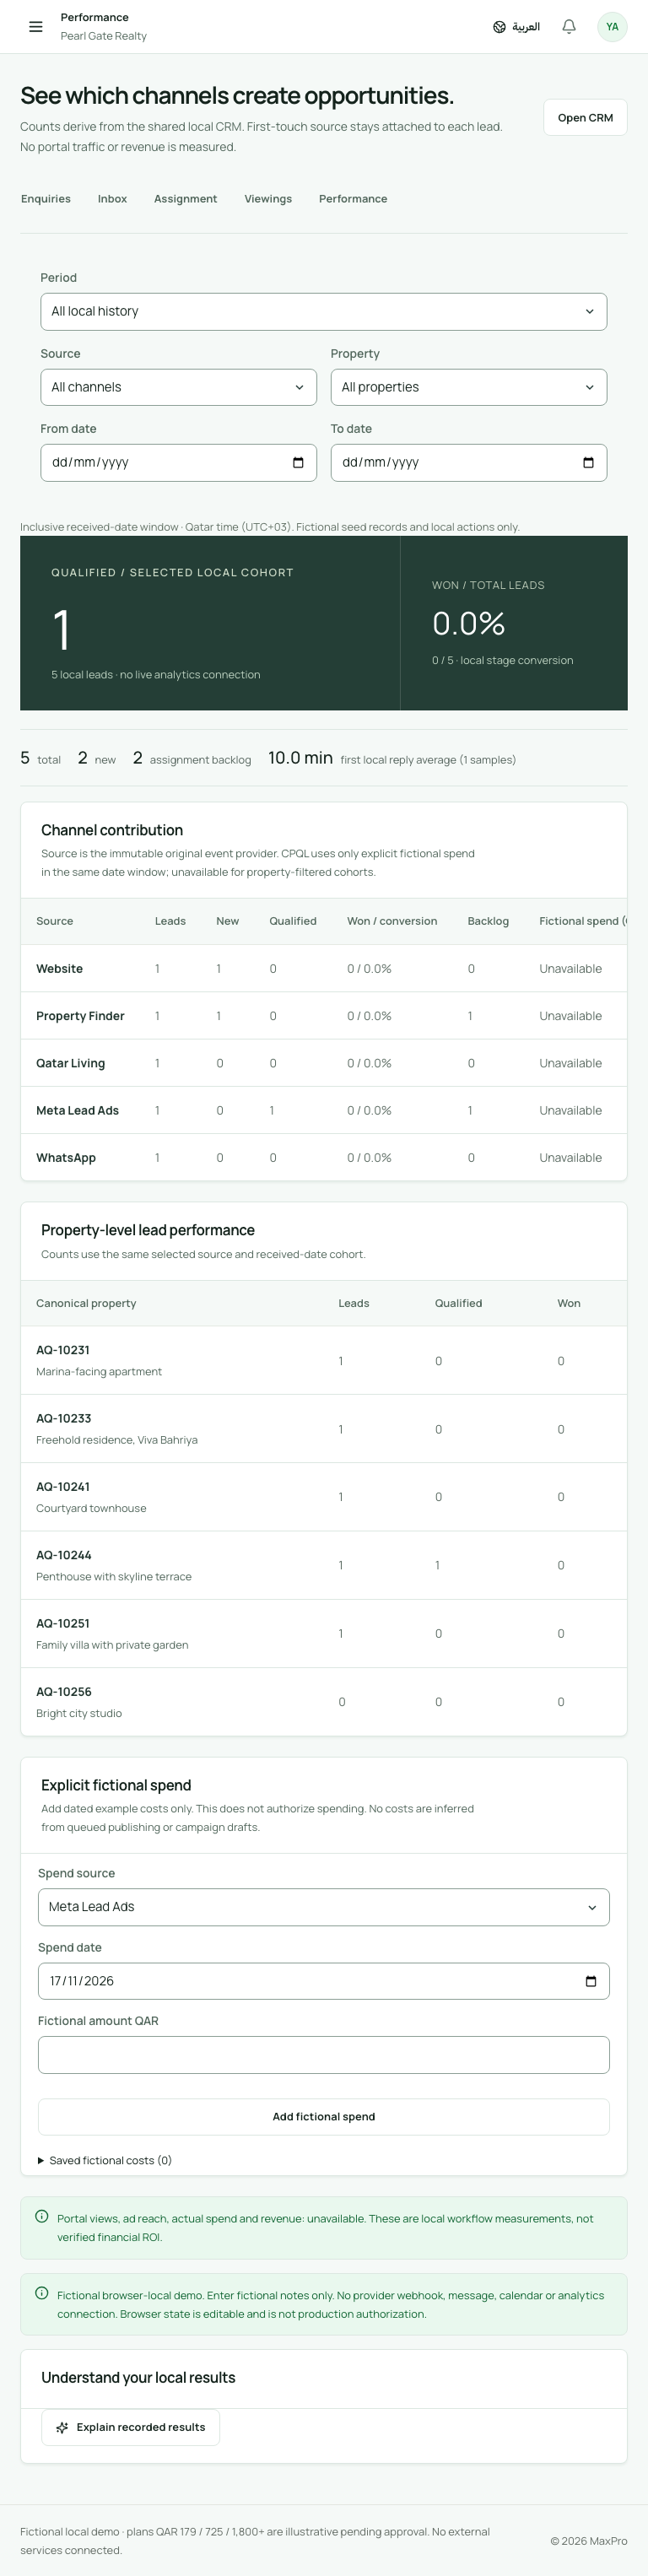 Performance
Pearl Gate Realty
العربية
YA
See which channels create opportunities.
Counts derive from the shared local CRM. First-touch source stays attached to each lead.
No portal traffic or revenue is measured.
Open CRM
Enquiries Inbox Assignment Viewings Performance
Period
All local history
Source Property
All channels All properties
From date To date
dd/mm/yyyy dd/mm/yyyy
Inclusive received-date window · Qatar time (UTC+03). Fictional seed records and local actions only.
QUALIFIED / SELECTED LOCAL COHORT
1
5 local leads · no live analytics connection
WON / TOTAL LEADS
0.0%
0 / 5 · local stage conversion
5 total 2 new 2 assignment backlog 10.0 min first local reply average (1 samples)
Channel contribution
Source is the immutable original event provider. CPQL uses only explicit fictional spend
in the same date window; unavailable for property-filtered cohorts.
Source Leads New Qualified Won / conversion Backlog Fictional spend (
Website 1 1 0 0 / 0.0% 0 Unavailable
Property Finder 1 1 0 0 / 0.0% 1 Unavailable
Qatar Living 1 0 0 0 / 0.0% 0 Unavailable
Meta Lead Ads 1 0 1 0 / 0.0% 1 Unavailable
WhatsApp 1 0 0 0 / 0.0% 0 Unavailable
Property-level lead performance
Counts use the same selected source and received-date cohort.
Canonical property Leads Qualified Won
AQ-10231
Marina-facing apartment
1 0 0
AQ-10233
Freehold residence, Viva Bahriya
1 0 0
AQ-10241
Courtyard townhouse
1 0 0
AQ-10244
Penthouse with skyline terrace
1 1 0
AQ-10251
Family villa with private garden
1 0 0
AQ-10256
Bright city studio
0 0 0
Explicit fictional spend
Add dated example costs only. This does not authorize spending. No costs are inferred
from queued publishing or campaign drafts.
Spend source
Meta Lead Ads
Spend date
17/11/2026
Fictional amount QAR
Add fictional spend
Saved fictional costs (0)
Portal views, ad reach, actual spend and revenue: unavailable. These are local workflow measurements, not
verified financial ROI.
Fictional browser-local demo. Enter fictional notes only. No provider webhook, message, calendar or analytics
connection. Browser state is editable and is not production authorization.
Understand your local results
Explain recorded results
Fictional local demo · plans QAR 179 / 725 / 1,800+ are illustrative pending approval. No external
services connected.
© 2026 MaxPro